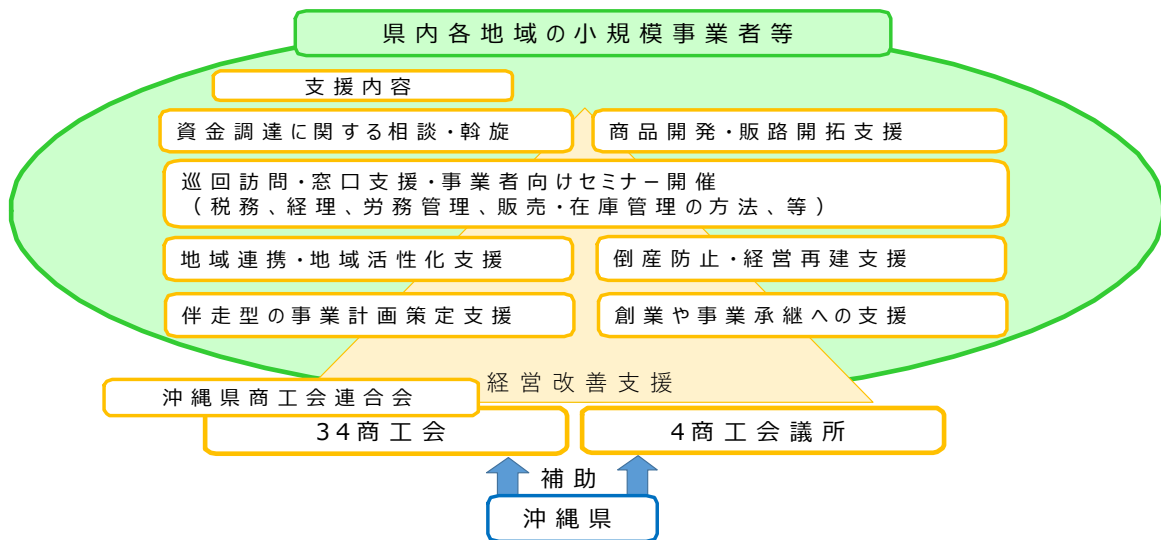 県内各地域の小規模事業者等
支援内容
資金調達に関する相談・斡旋
商品開発・販路開拓支援
巡回訪問・窓口支援・事業者向けセミナー開催
（税務、経理、労務管理、販売・在庫管理の方法、等）
地域連携・地域活性化支援
倒産防止・経営再建支援
伴走型の事業計画策定支援
創業や事業承継への支援
経営改善支援
沖縄県商工会連合会
34商工会
4商工会議所
補助
沖縄県